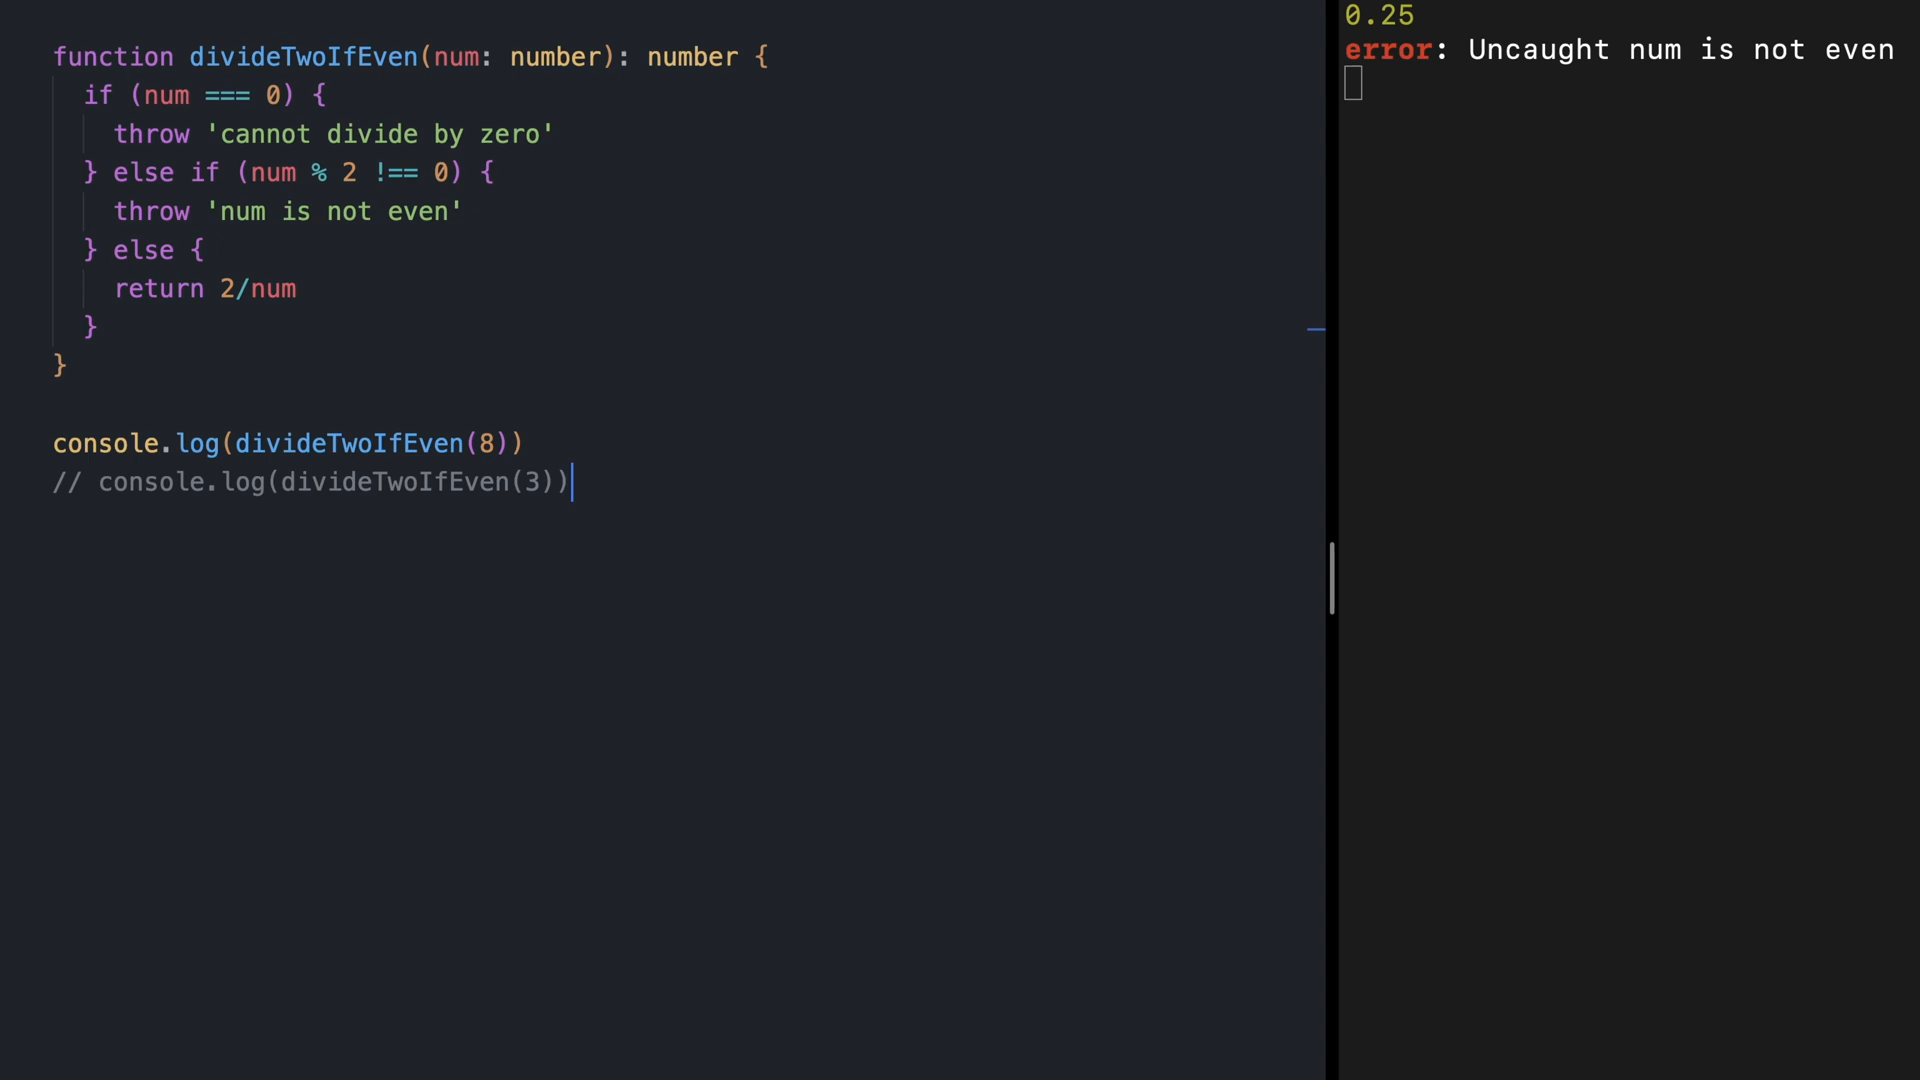 function divideTwoIfEven(num: number): number {
  if (num === 0) {
    throw 'cannot divide by zero'
  } else if (num % 2 !== 0) {
    throw 'num is not even'
  } else {
    return 2/num
  }
}
console.log(divideTwoIfEven(8))
// console.log(divideTwoIfEven(3))
0.25
error: Uncaught num is not even